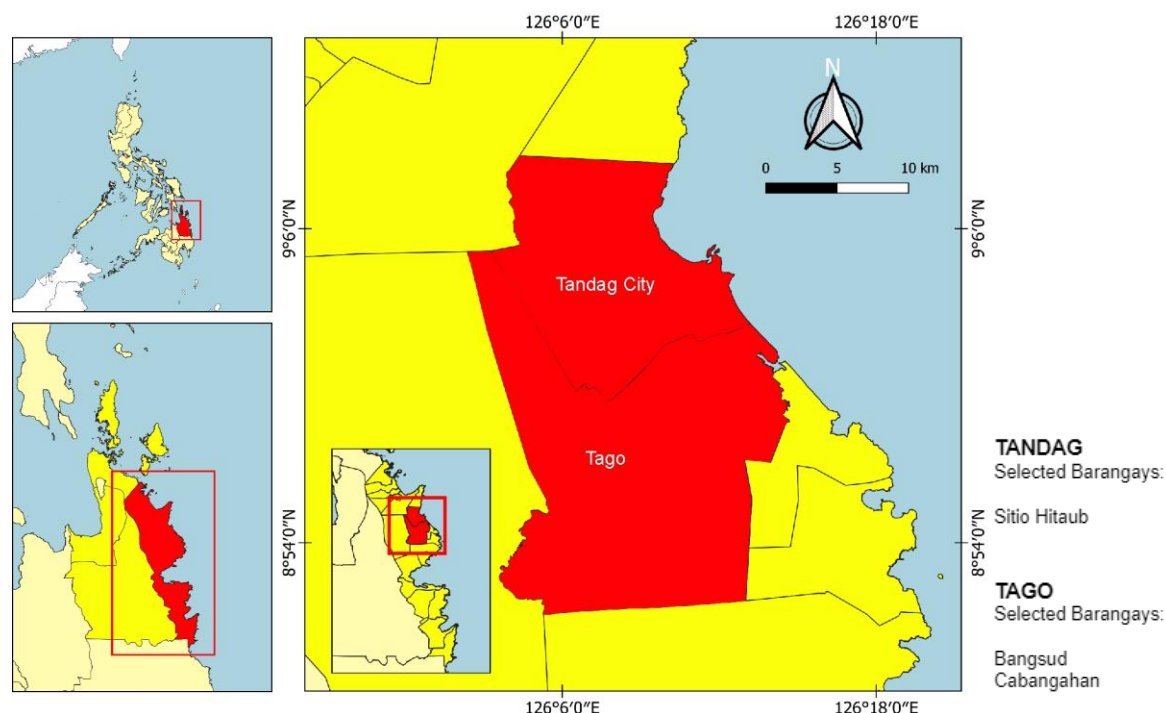 126°6′0″E
126°18′0″E
N
0
5
10 km
9°6′0″N
9°6′0″N
Tandag City
Tago
8°54′0″N
8°54′0″N
126°6′0″E
126°18′0″E
TANDAG
Selected Barangays:
Sitio Hitaub
TAGO
Selected Barangays:
Bangsud
Cabangahan